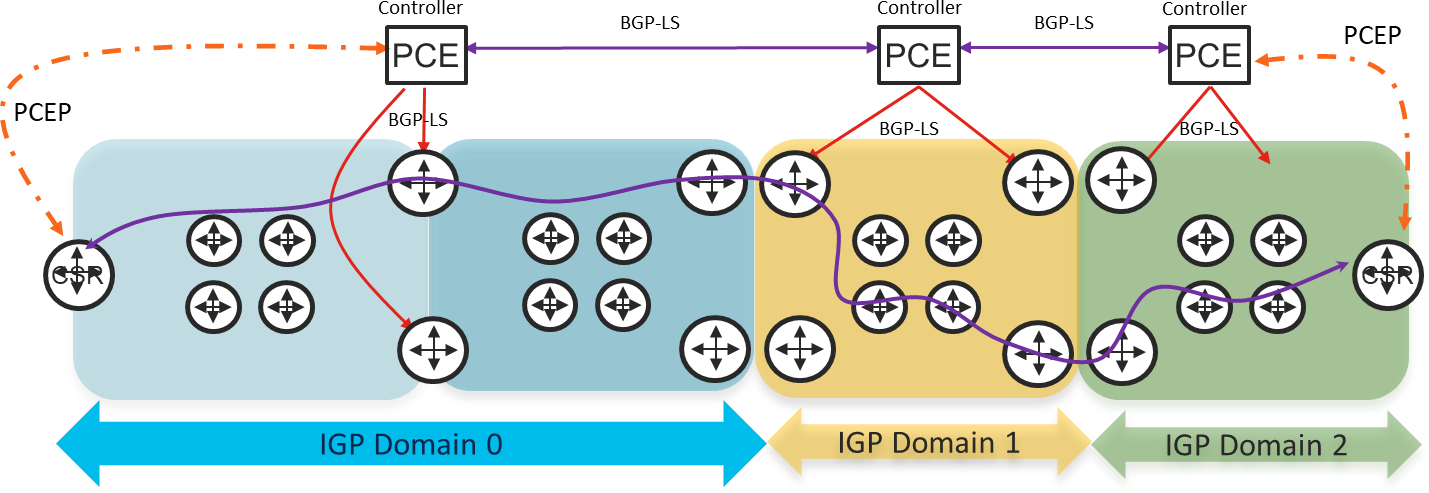 Controller
Controller
Controller
BGP-LS
BGP-LS
PCE
PCE
PCE
PCEP
PCEP
BGP-LS
BGP-LS
BGP-LS
CSR
CSR
IGP Domain 0
IGP Domain 1
IGP Domain 2